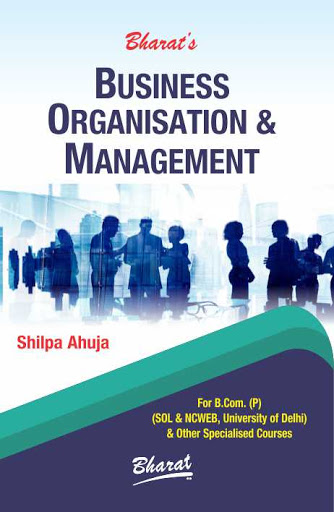 Bharat's
BUSINESS
ORGANISATION &
MANAGEMENT
Shilpa Ahuja
For B.Com. (P)
(SOL & NCWEB, University of Delhi)
& Other Specialised Courses
Bharat